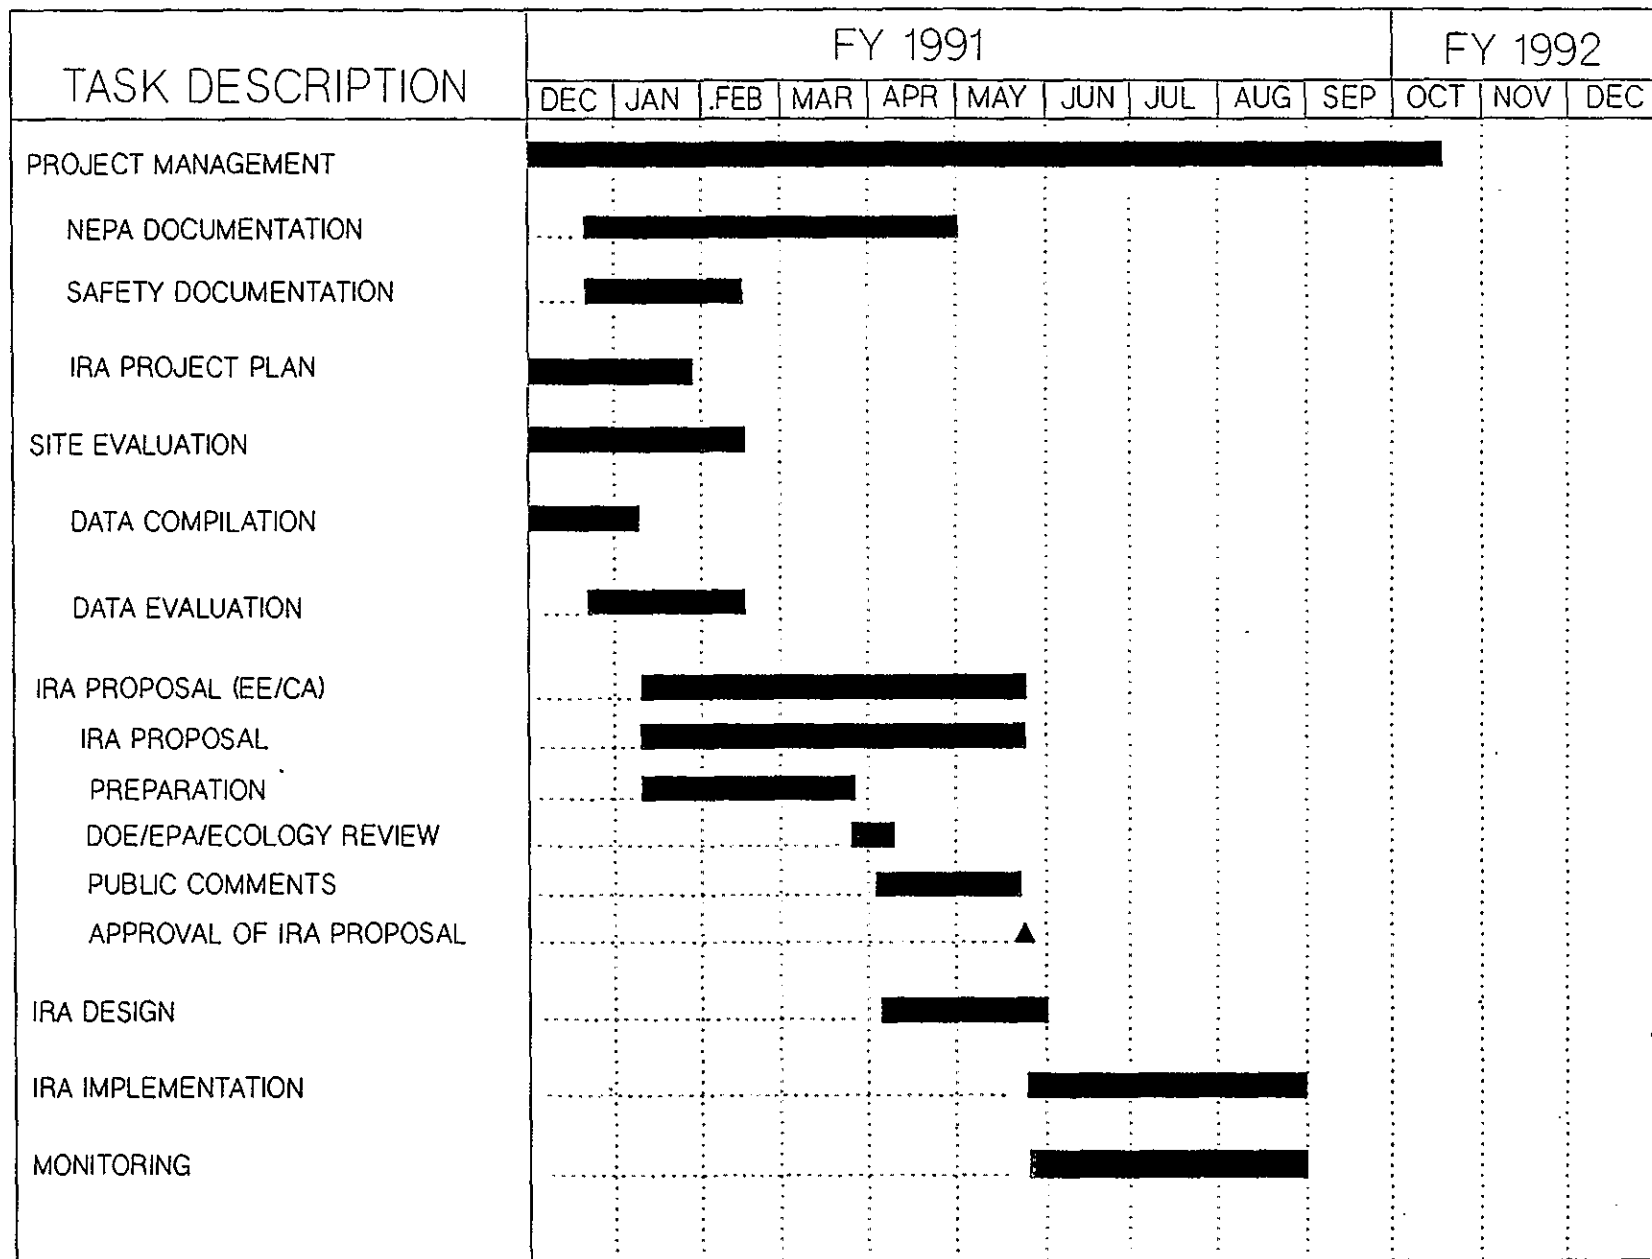 TASK DESCRIPTION
FY 1991
FY 1992
DEC JAN .FEB MAR APR MAY JUN JUL AUG SEP OCT NOV DEC
PROJECT MANAGEMENT
NEPA DOCUMENTATION
SAFETY DOCUMENTATION
IRA PROJECT PLAN
SITE EVALUATION
DATA COMPILATION
DATA EVALUATION
IRA PROPOSAL (EE/CA)
IRA PROPOSAL
PREPARATION
DOE/EPA/ECOLOGY REVIEW
PUBLIC COMMENTS
APPROVAL OF IRA PROPOSAL
IRA DESIGN
IRA IMPLEMENTATION
MONITORING